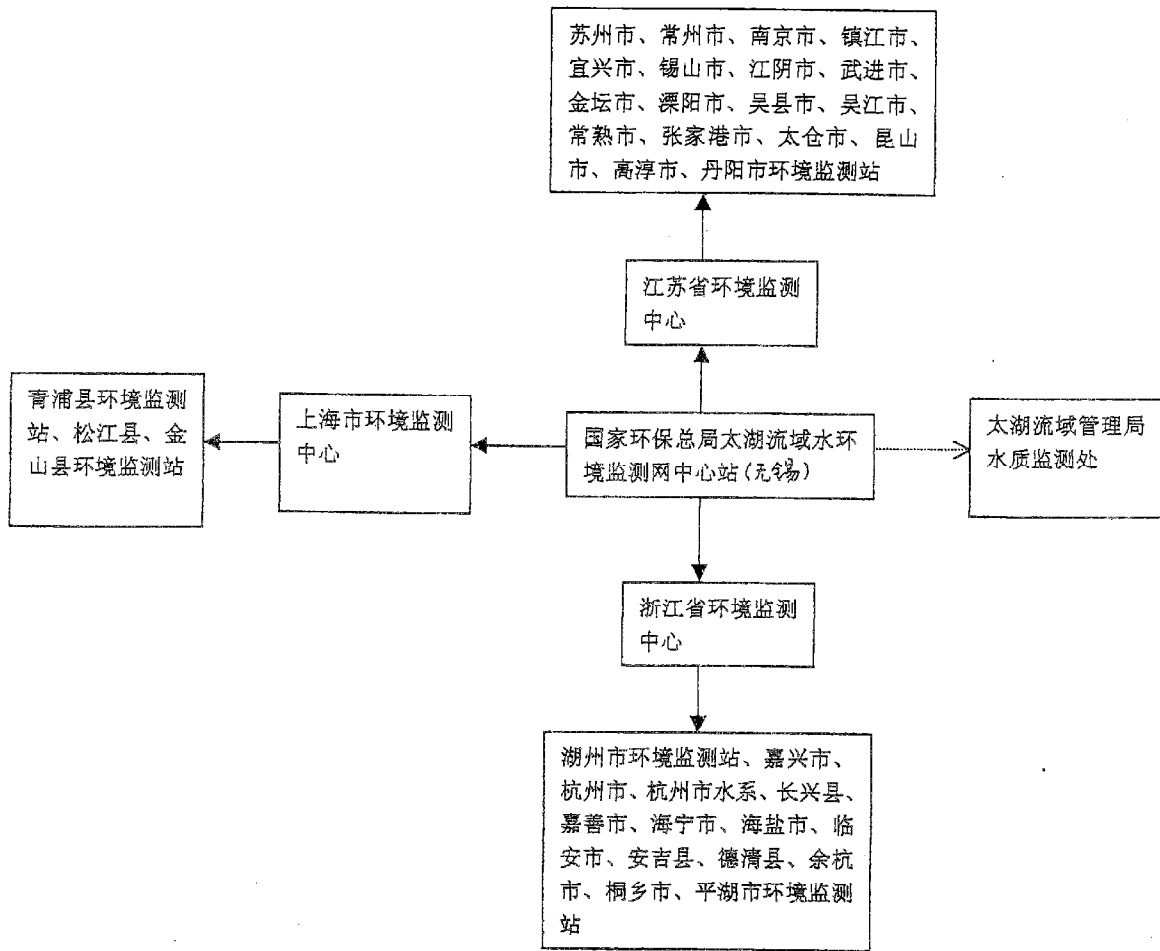 苏州市、常州市、南京市、镇江市、
宜兴市、锡山市、江阴市、武进市、
金坛市、溧阳市、吴县市、吴江市、
常熟市、张家港市、太仓市、昆山
市、高淳市、丹阳市环境监测站
江苏省环境监测
中心
青浦县环境监测
站、松江县、金
山县环境监测站
上海市环境监测
中心
国家环保总局太湖流域水环
境监测网中心站(无锡)
太湖流域管理局
水质监测处
浙江省环境监测
中心
湖州市环境监测站、嘉兴市、
杭州市、杭州市水系、长兴县、
嘉善市、海宁市、海盐市、临
安市、安吉县、德清县、余杭
市、桐乡市、平湖市环境监测
站